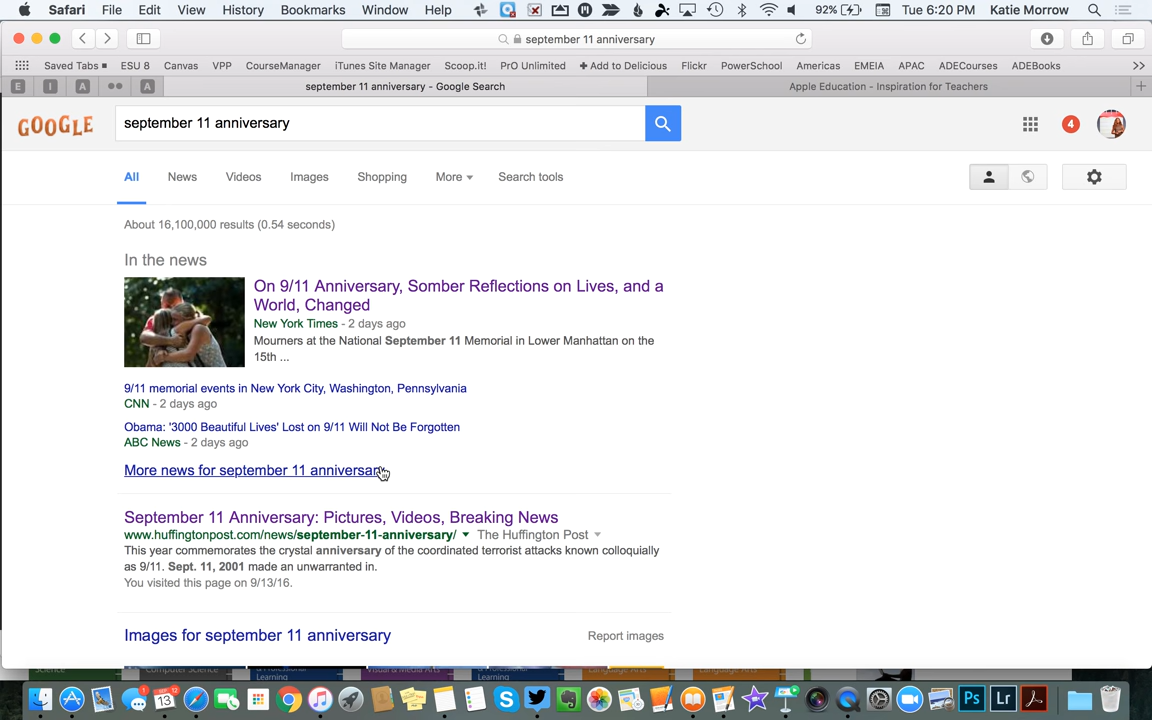 Safari File Edit View History Bookmarks Window Help 92% Tue 6:20 PM Katie Morrow
september 11 anniversary
Saved Tabs ESU 8 Canvas VPP CourseManager iTunes Site Manager Scoop.it! PrO Unlimited + Add to Delicious Flickr PowerSchool Americas EMEIA APAC ADECourses ADEBooks >>
E I A A september 11 anniversary - Google Search Apple Education - Inspiration for Teachers +
GOOGLE september 11 anniversary 4
All News Videos Images Shopping More Search tools
About 16,100,000 results (0.54 seconds)
In the news
On 9/11 Anniversary, Somber Reflections on Lives, and a
World, Changed
New York Times - 2 days ago
Mourners at the National September 11 Memorial in Lower Manhattan on the
15th ...
9/11 memorial events in New York City, Washington, Pennsylvania
CNN - 2 days ago
Obama: '3000 Beautiful Lives' Lost on 9/11 Will Not Be Forgotten
ABC News - 2 days ago
More news for september 11 anniversary
September 11 Anniversary: Pictures, Videos, Breaking News
www.huffingtonpost.com/news/september-11-anniversary/ The Huffington Post
This year commemorates the crystal anniversary of the coordinated terrorist attacks known colloquially
as 9/11. Sept. 11, 2001 made an unwarranted in.
You visited this page on 9/13/16.
Images for september 11 anniversary Report images
Learning Learning
1 SEP 13 12 Ps Lr